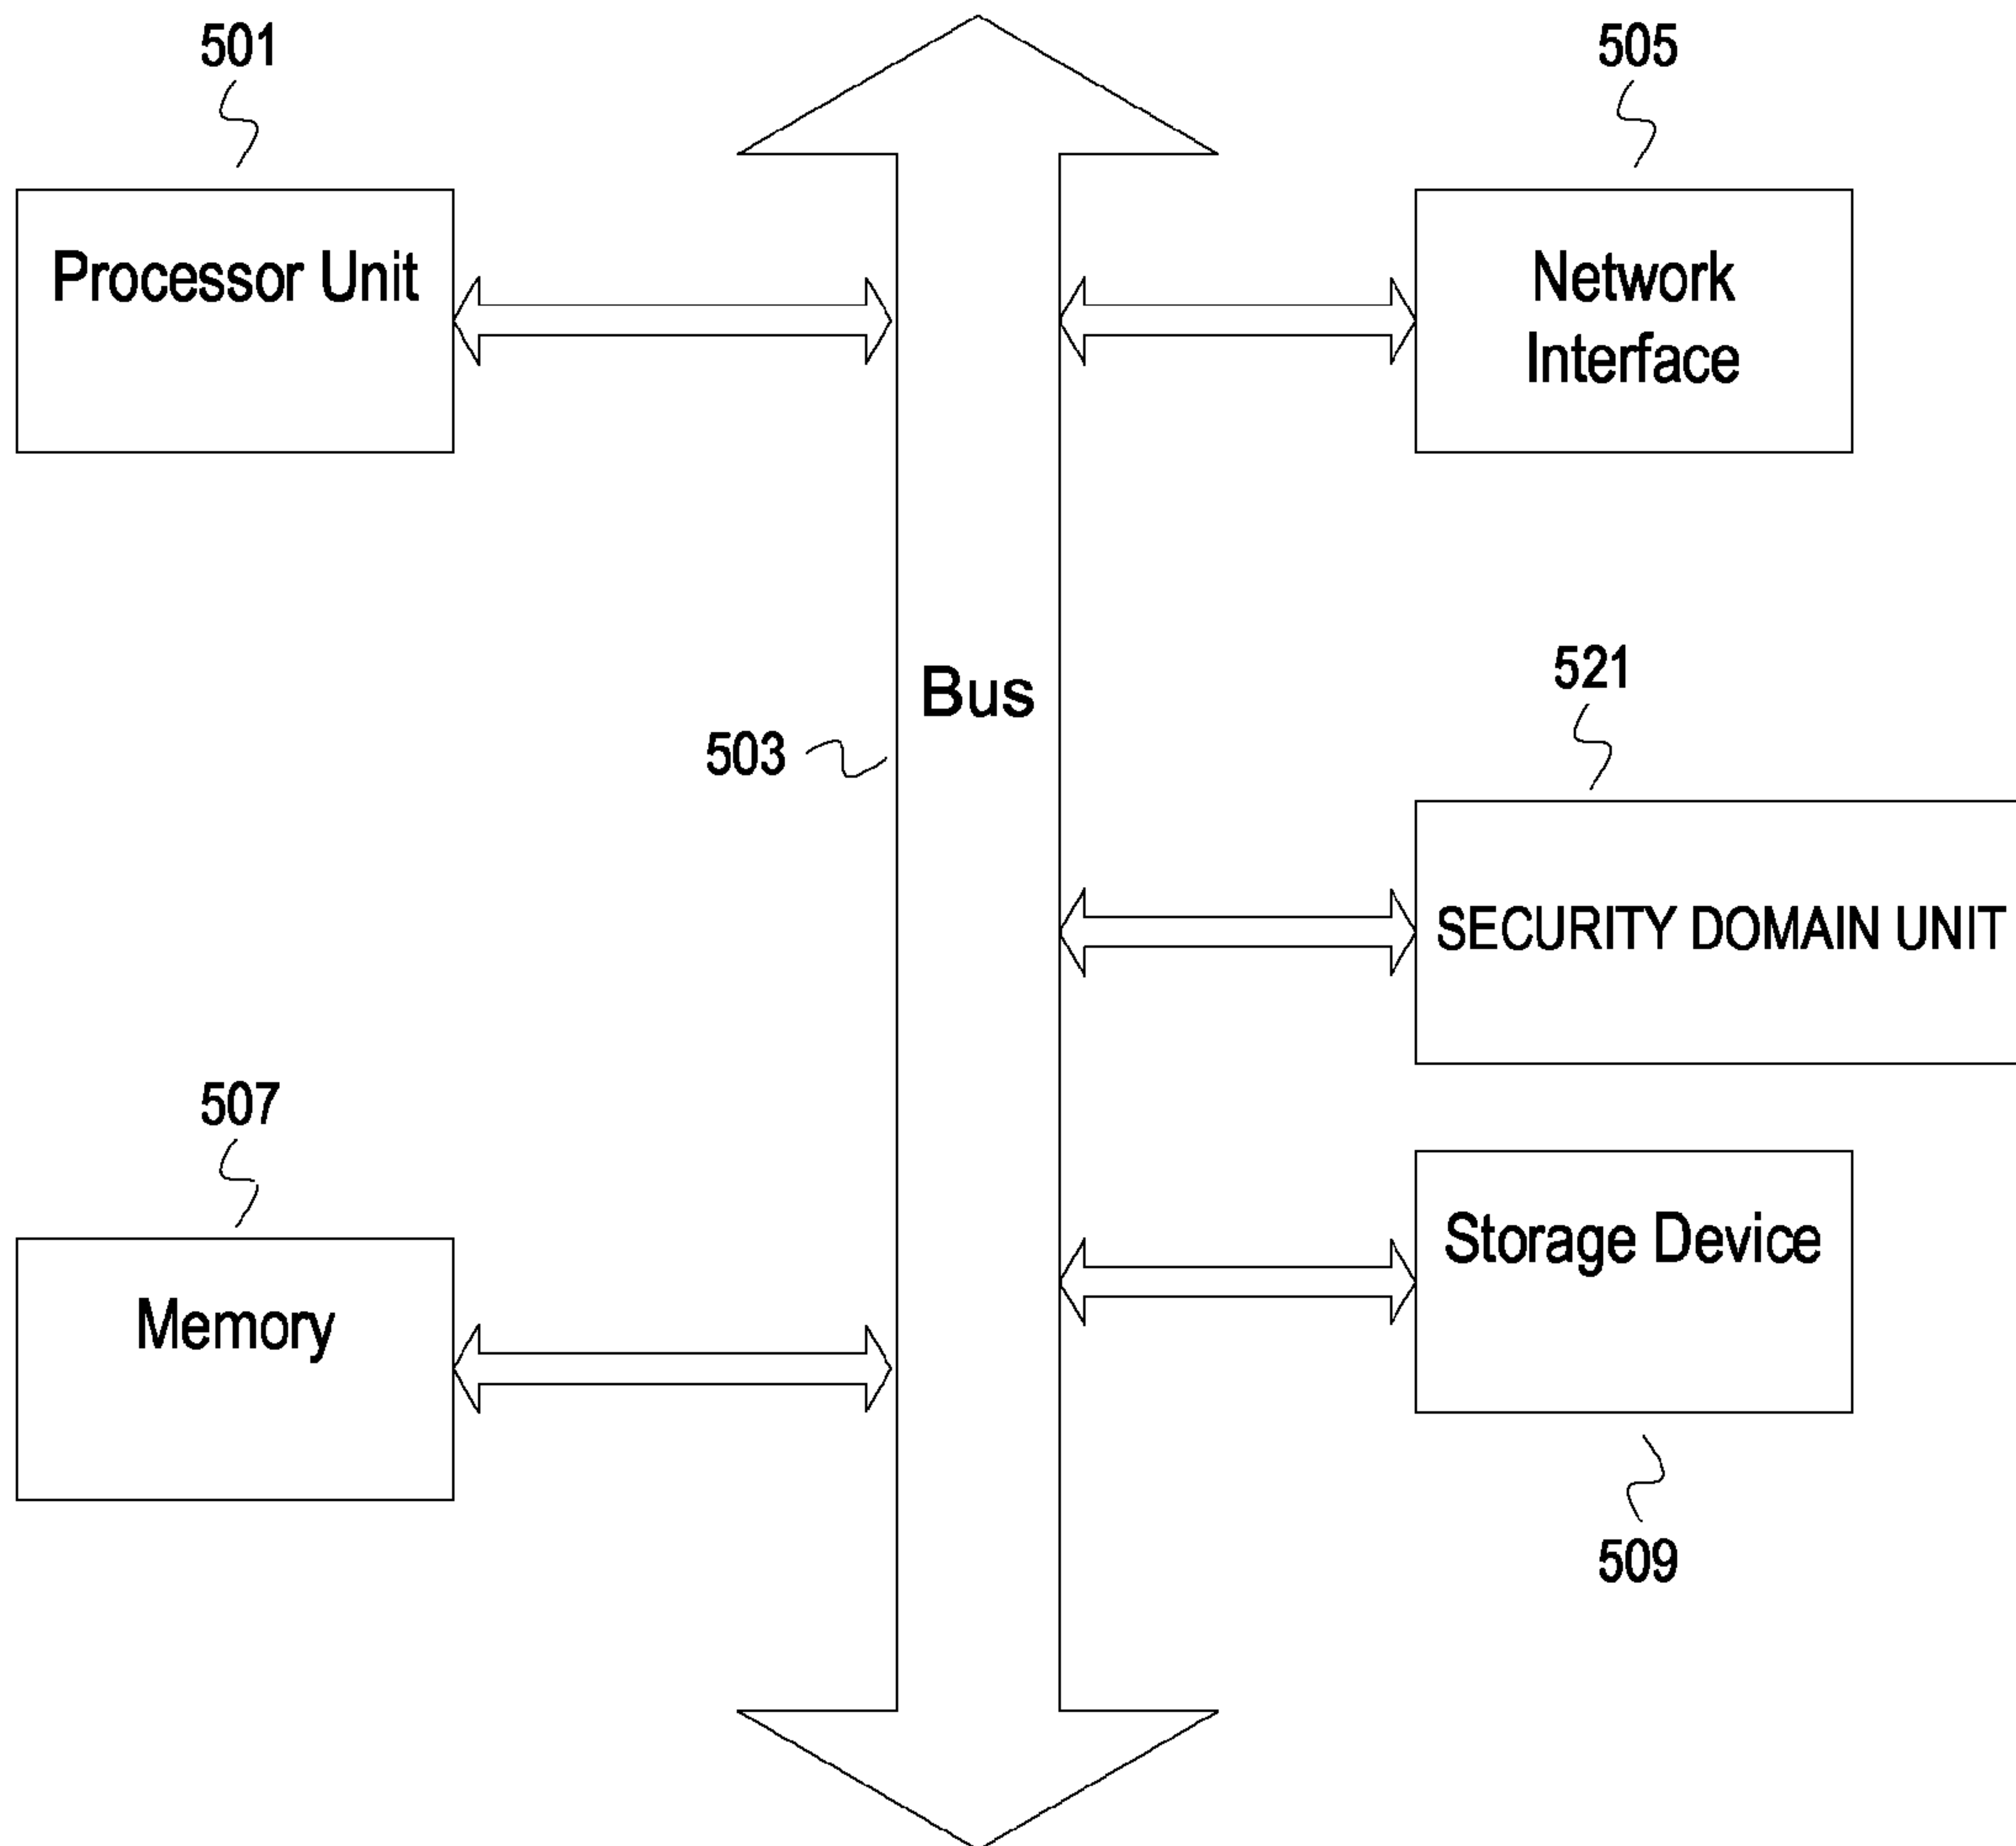 501
505
Processor Unit
Network
Interface
Bus
503
521
SECURITY DOMAIN UNIT
507
Memory
Storage Device
509